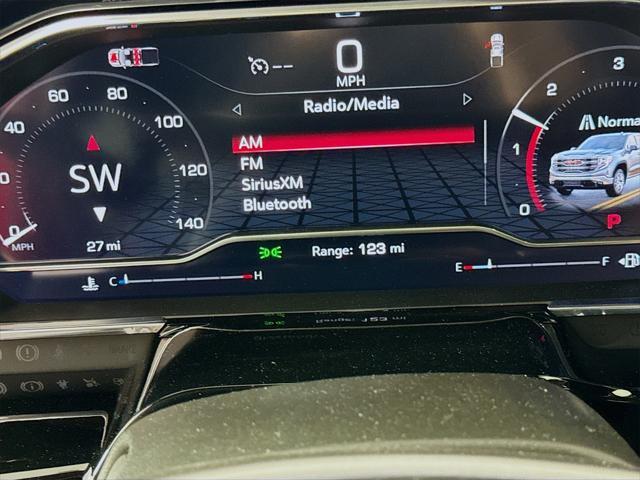 0
MPH
Radio/Media
AM
FM
SiriusXM
Bluetooth
0
40
60
80
100
120
140
MPH
SW
27 mi
0
1
2
3
P
Range: 123 mi
C H
E F